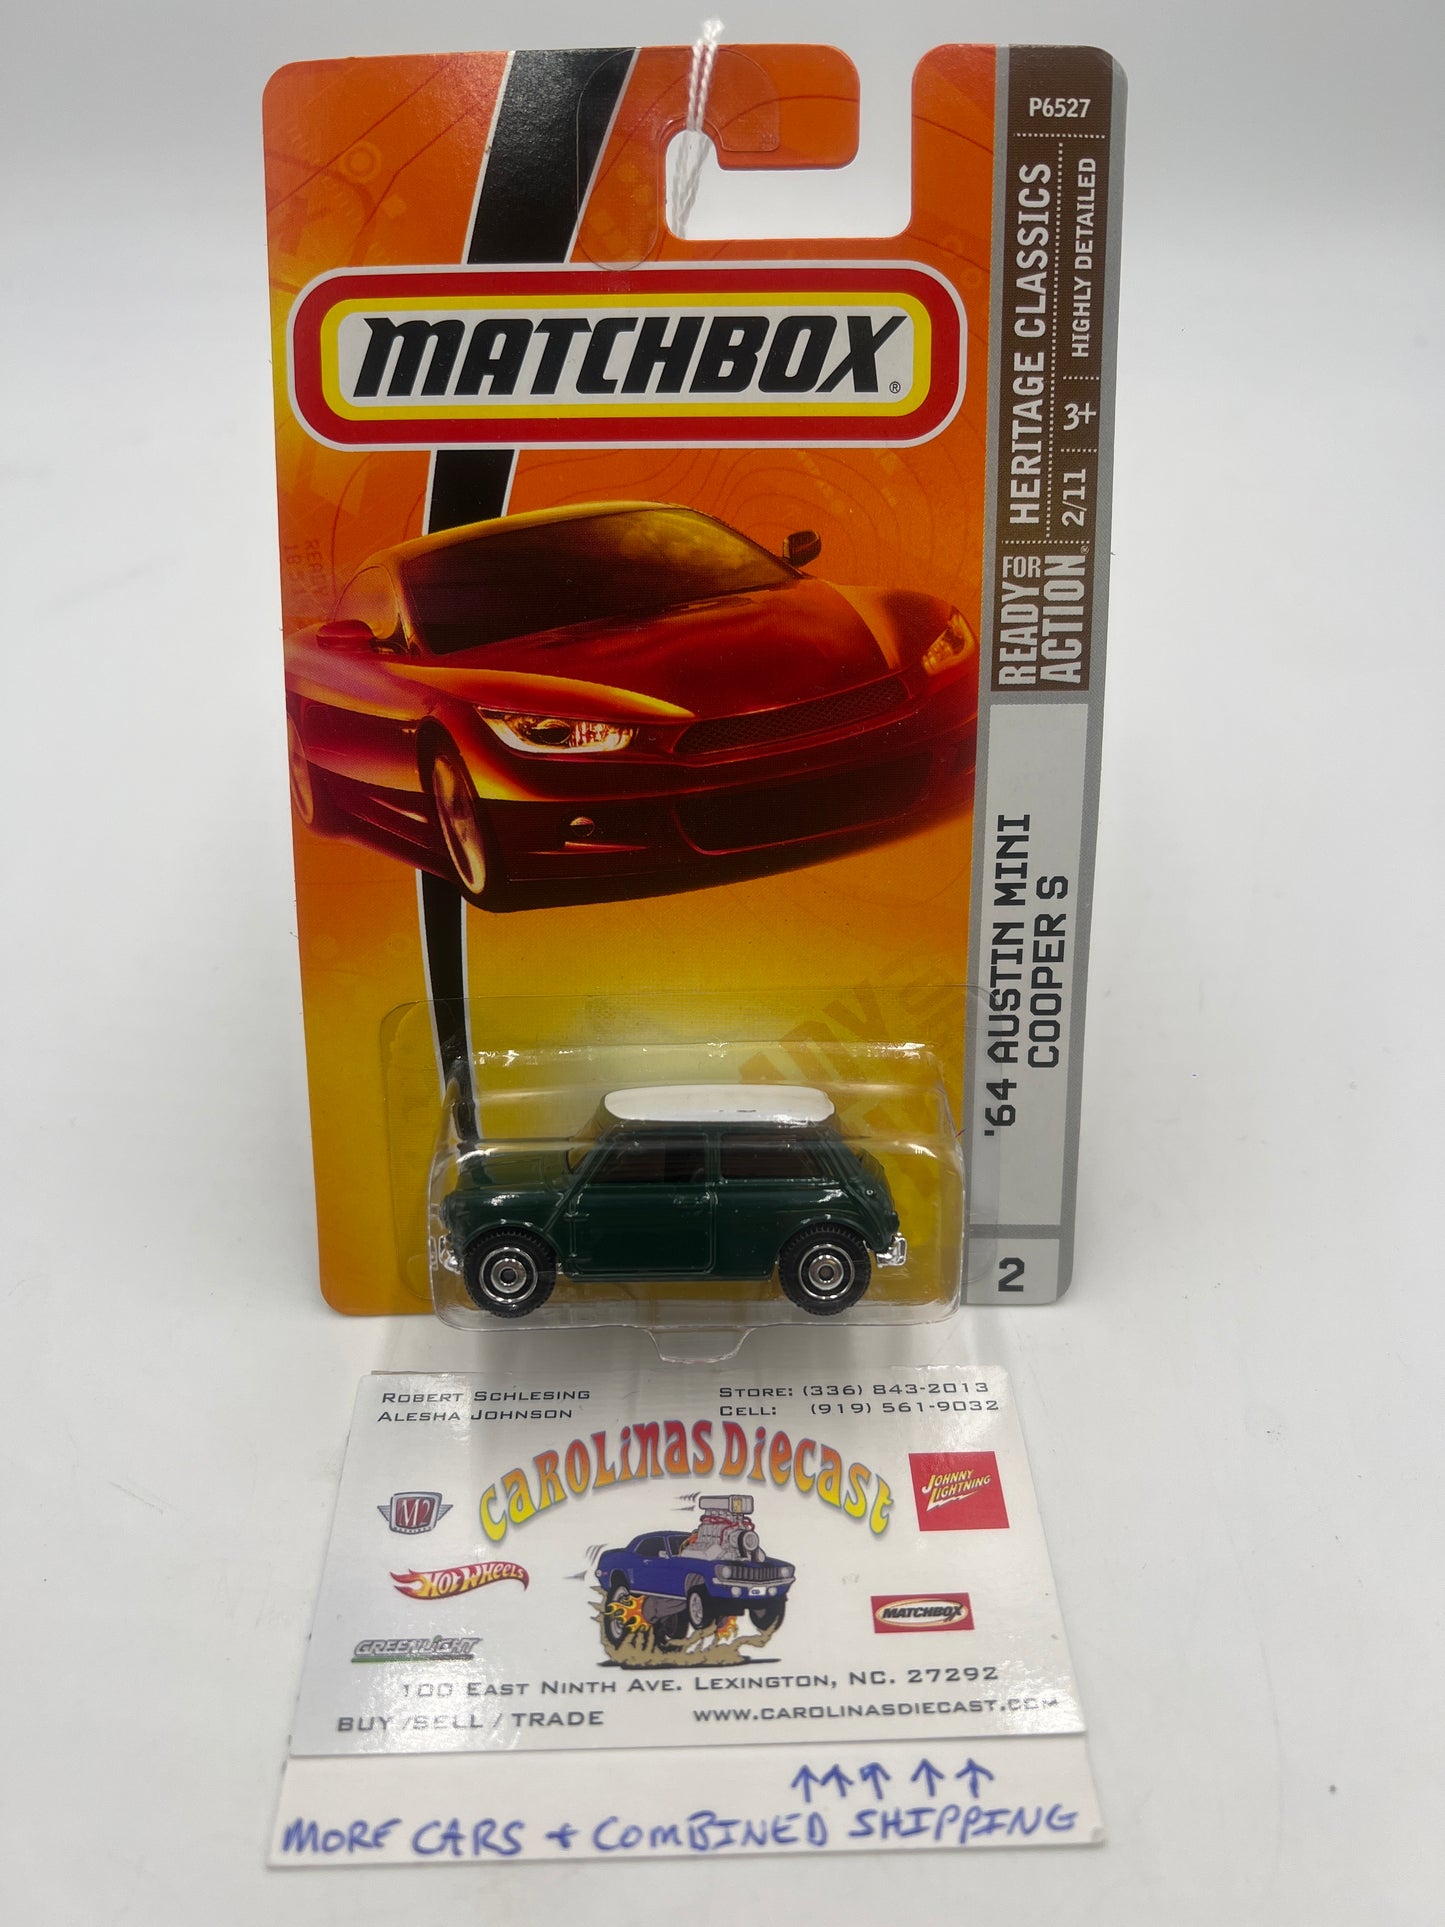 P6527
HERITAGE CLASSICS
HIGHLY DETAILED
3+
2/11
READY FOR ACTION®
MATCHBOX®
'64 AUSTIN MINI
COOPER S
2
ROBERT SCHLESING
ALESHA JOHNSON
STORE: (336) 843-2013
CELL: (919) 561-9032
CAROLINAS DIECAST
M2
JOHNNY
LIGHTNING
HOT WHEELS
MATCHBOX
GREENLIGHT
100 EAST NINTH AVE. LEXINGTON, NC. 27292
BUY / SELL / TRADE
WWW.CAROLINASDIECAST.COM
MORE CARS + COMBINED SHIPPING